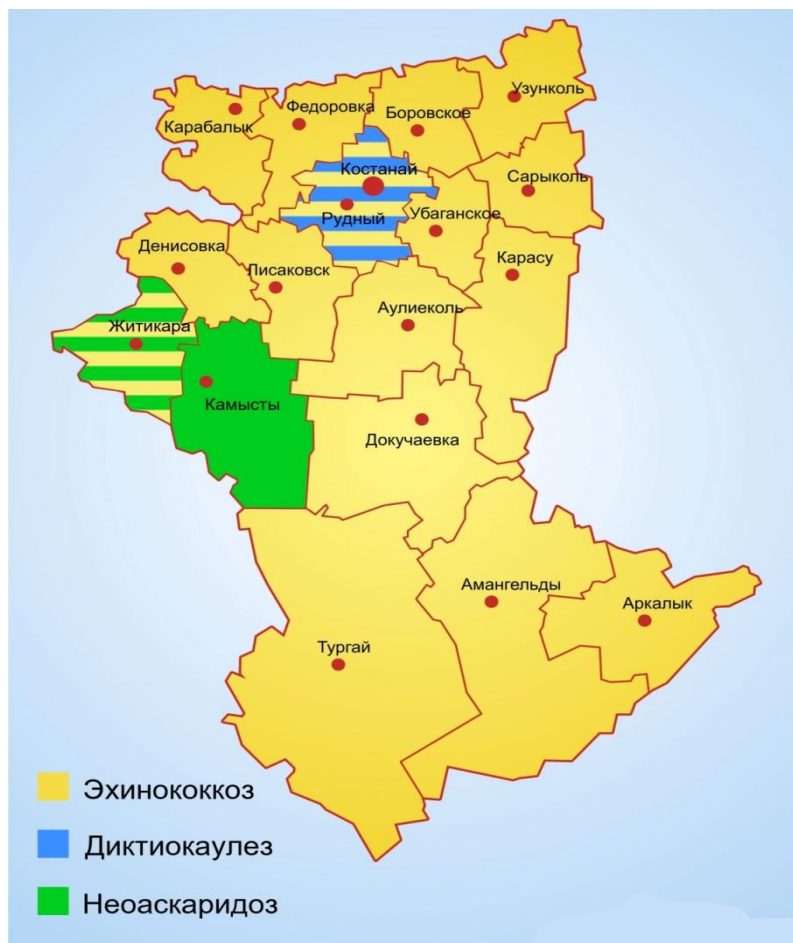 Узунколь
Федоровка
Боровское
Карабалык
Костанай
Сарыколь
Рудный
Убаганское
Денисовка
Карасу
Лисаковск
Аулиеколь
Житикара
Камысты
Докучаевка
Амангельды
Аркалык
Тургай
Эхинококкоз
Диктиокаулез
Неоаскаридоз